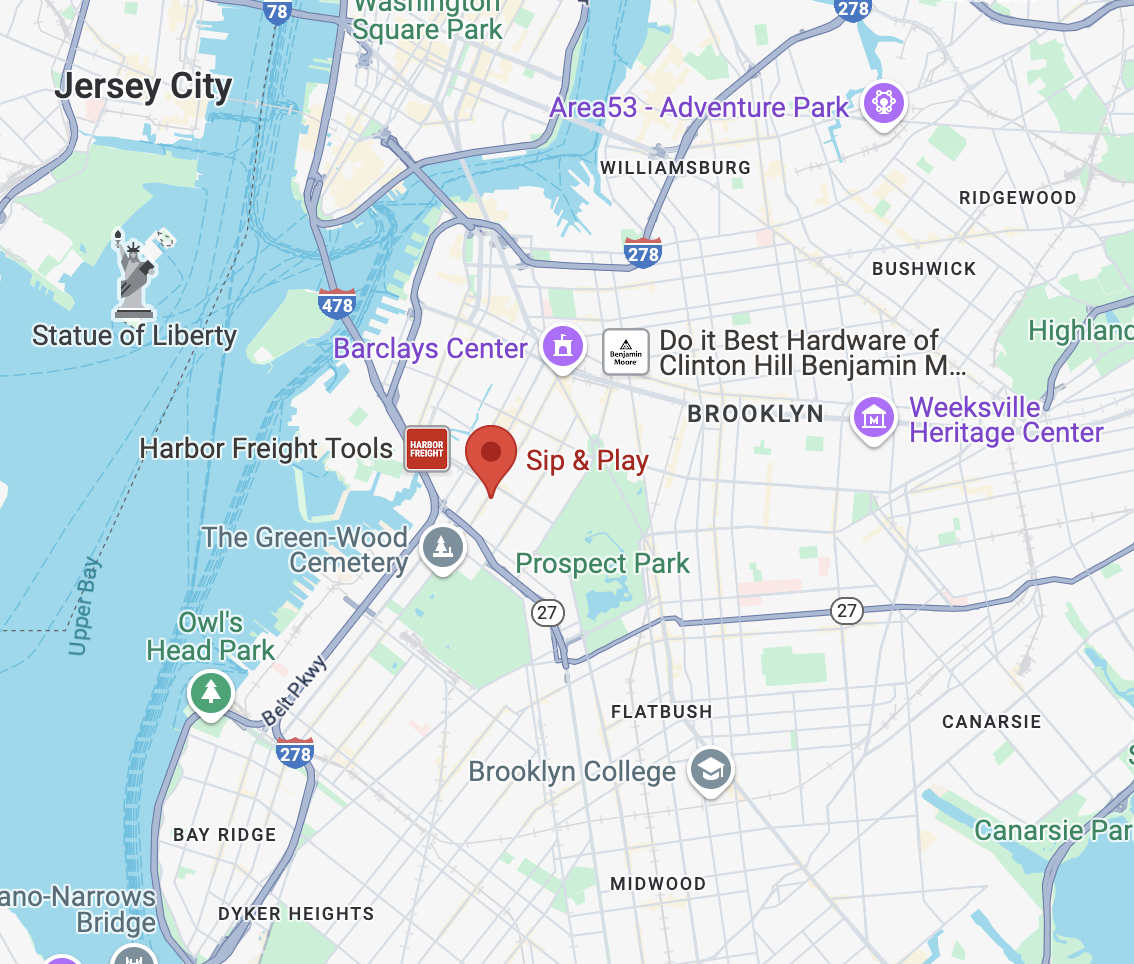 78
Washington
Square Park
278
Jersey City
Area53 - Adventure Park
WILLIAMSBURG
RIDGEWOOD
278
BUSHWICK
478
Statue of Liberty
Highland
Barclays Center
Benjamin
Moore
Do it Best Hardware of
Clinton Hill Benjamin M...
BROOKLYN
Weeksville
Heritage Center
Harbor Freight Tools
HARBOR
FREIGHT
Sip & Play
The Green-Wood
Cemetery
Prospect Park
Upper Bay
27
27
Owl's
Head Park
Belt Pkwy
FLATBUSH
CANARSIE
278
Brooklyn College
BAY RIDGE
Canarsie Par
MIDWOOD
ano-Narrows
Bridge
DYKER HEIGHTS